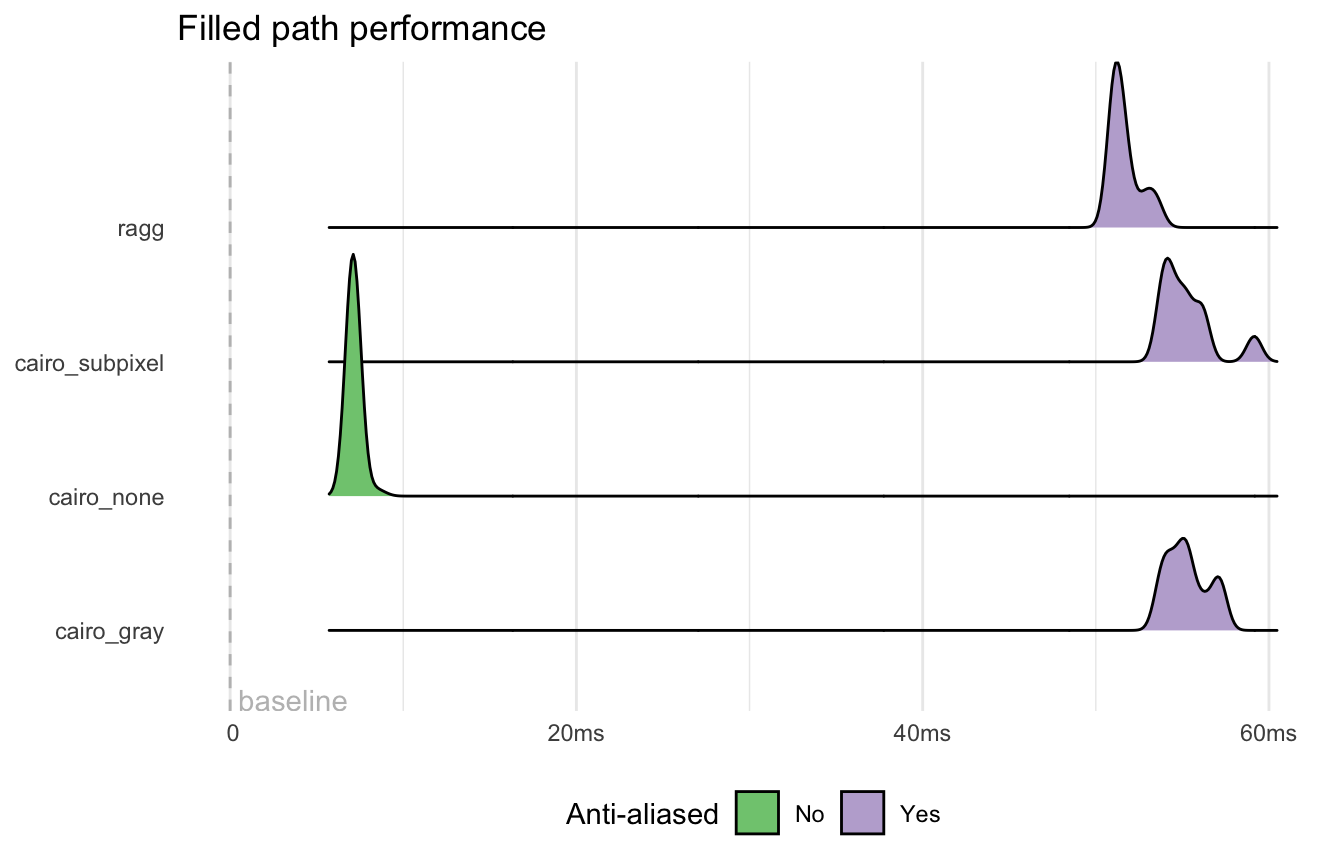 Filled path performance
ragg
cairo_subpixel
cairo_none
cairo_gray
baseline
0 20ms 40ms 60ms
Anti-aliased No Yes